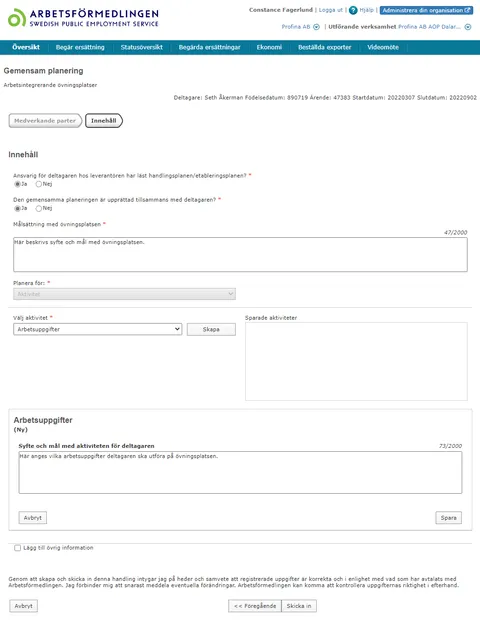 ARBETSFÖRMEDLINGEN
SWEDISH PUBLIC EMPLOYMENT SERVICE
Constance Fagerlund | Logga ut | ? Hjälp | Administrera din organisation
Profina AB | Utförande verksamhet Profina AB AÖP Dalar...
Översikt Begär ersättning Statusöversikt Begärda ersättningar Ekonomi Beställda exporter Videomöte
Gemensam planering
Arbetsintegrerande övningsplatser
Deltagare: Seth Åkerman Födelsedatum: 890719 Ärende: 47383 Startdatum: 20220307 Slutdatum: 20220902
Medverkande parter Innehåll
Innehåll
Ansvarig för deltagaren hos leverantören har läst handlingsplanen/etableringsplanen? *
Ja Nej
Den gemensamma planeringen är upprättad tillsammans med deltagaren? *
Ja Nej
Målsättning med övningsplatsen *
47/2000
Här beskrivs syfte och mål med övningsplatsen.
Planera för: *
Aktivitet
Välj aktivitet * Sparade aktiviteter
Arbetsuppgifter Skapa
Arbetsuppgifter
(Ny)
Syfte och mål med aktiviteten för deltagaren 73/2000
Här anges vilka arbetsuppgifter deltagaren ska utföra på övningsplatsen.
Avbryt Spara
Lägg till övrig information
Genom att skapa och skicka in denna handling intygar jag på heder och samvete att registrerade uppgifter är korrekta och i enlighet med vad som har avtalats med
Arbetsförmedlingen. Jag förbinder mig att snarast meddela eventuella förändringar. Arbetsförmedlingen kan komma att kontrollera uppgifternas riktighet i efterhand.
Avbryt << Föregående Skicka in